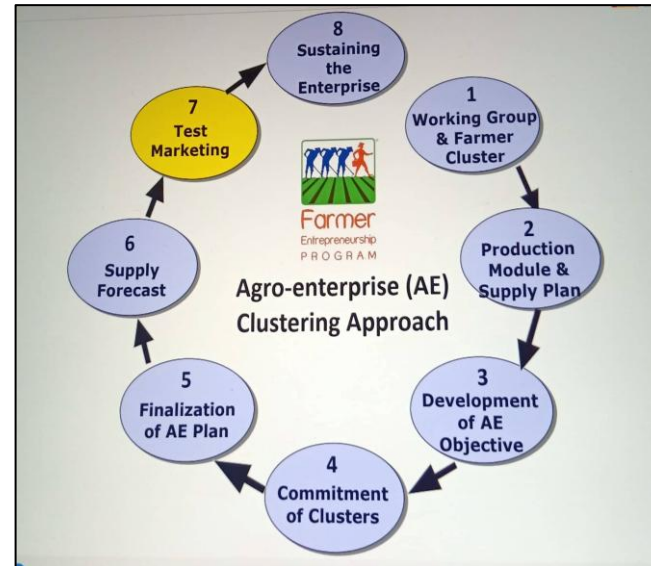 1
Working Group
& Farmer
Cluster
2
Production
Module &
Supply Plan
3
Development
of AE
Objective
4
Commitment
of Clusters
5
Finalization
of AE Plan
6
Supply
Forecast
7
Test
Marketing
8
Sustaining
the
Enterprise
Farmer
Entrepreneurship
PROGRAM
Agro-enterprise (AE)
Clustering Approach